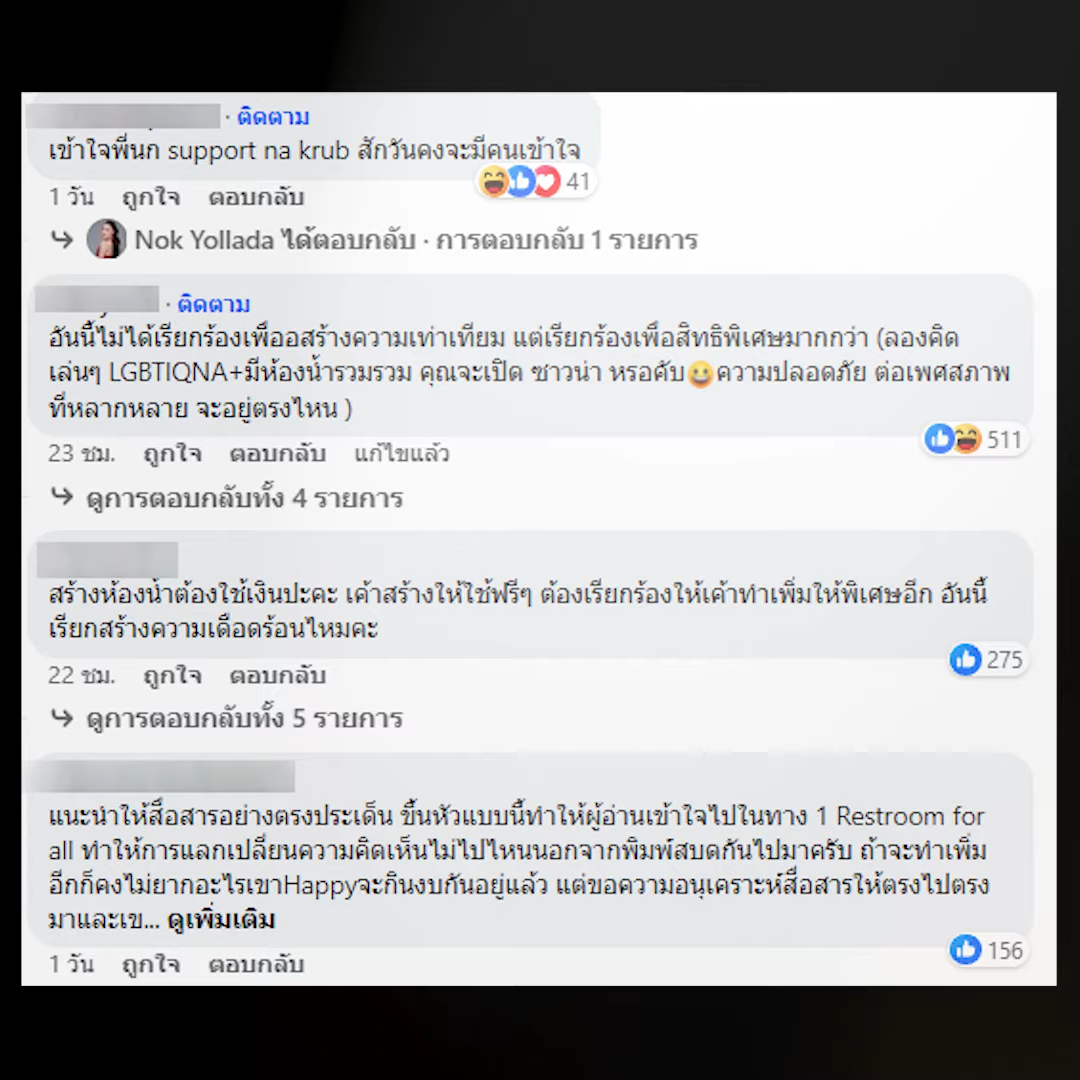 · ติดตาม
เข้าใจพี่นก support na krub สักวันคงจะมีคนเข้าใจ
41
1 วัน ถูกใจ ตอบกลับ
Nok Yollada ได้ตอบกลับ · การตอบกลับ 1 รายการ
· ติดตาม
อันนี้ไม่ได้เรียกร้องเพื่ออสร้างความเท่าเทียม แต่เรียกร้องเพื่อสิทธิพิเศษมากกว่า (ลองคิด
เล่นๆ LGBTIQNA+มีห้องน้ำรวมรวม คุณจะเปิด ซาวน่า หรอคับ😀ความปลอดภัย ต่อเพศสภาพ
ที่หลากหลาย จะอยู่ตรงไหน )
511
23 ชม. ถูกใจ ตอบกลับ แก้ไขแล้ว
ดูการตอบกลับทั้ง 4 รายการ
สร้างห้องน้ำต้องใช้เงินปะคะ เค้าสร้างให้ใช้ฟรีๆ ต้องเรียกร้องให้เค้าทำเพิ่มให้พิเศษอีก อันนี้
เรียกสร้างความเดือดร้อนไหมคะ
275
22 ชม. ถูกใจ ตอบกลับ
ดูการตอบกลับทั้ง 5 รายการ
แนะนำให้สื่อสารอย่างตรงประเด็น ขึ้นหัวแบบนี้ทำให้ผู้อ่านเข้าใจไปในทาง 1 Restroom for
all ทำให้การแลกเปลี่ยนความคิดเห็นไม่ไปไหนนอกจากพิมพ์สบดกันไปมาครับ ถ้าจะทำเพิ่ม
อีกก็คงไม่ยากอะไรเขาHappyจะกินงบกันอยู่แล้ว แต่ขอความอนุเคราะห์สื่อสารให้ตรงไปตรง
มาและเข... ดูเพิ่มเติม
156
1 วัน ถูกใจ ตอบกลับ